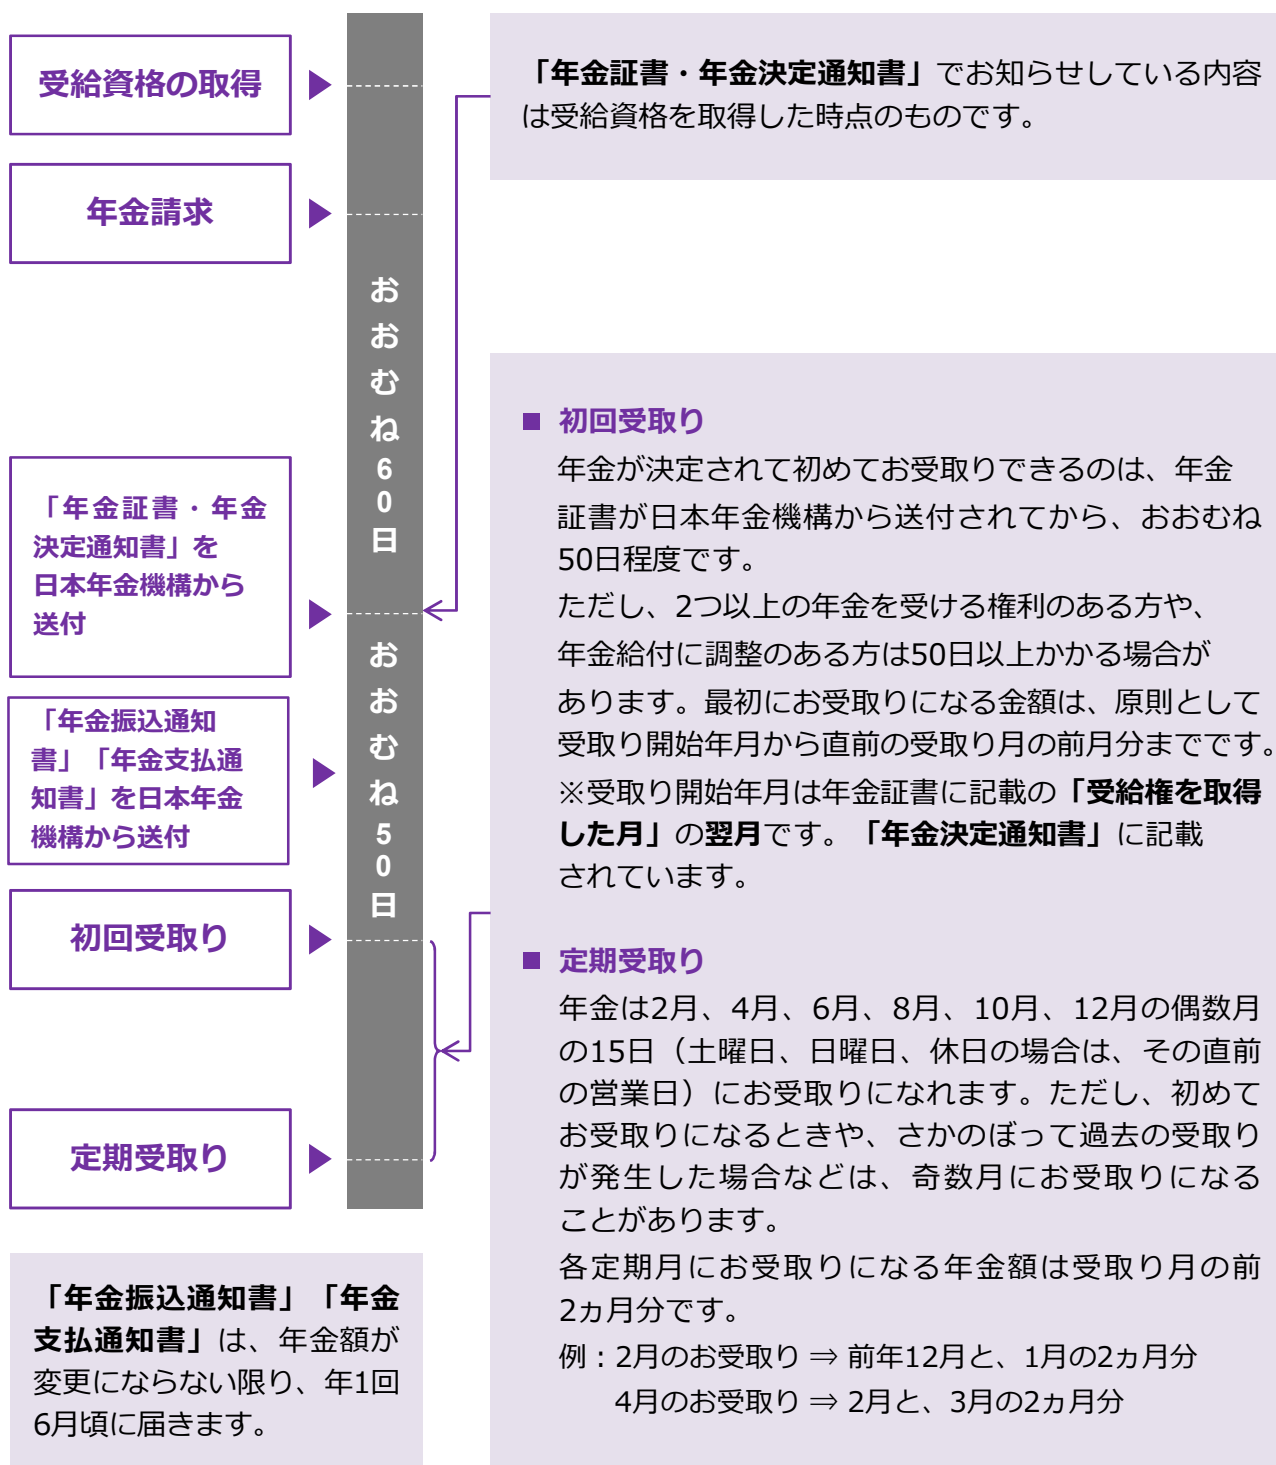 受給資格の取得
年金請求
「年金証書・年金
決定通知書」を
日本年金機構から
送付
「年金振込通知
書」「年金支払通
知書」を日本年金
機構から送付
初回受取り
定期受取り
おおむね60日
おおむね50日
「年金証書・年金決定通知書」でお知らせしている内容
は受給資格を取得した時点のものです。
■ 初回受取り
年金が決定されて初めてお受取りできるのは、年金
証書が日本年金機構から送付されてから、おおむね
50日程度です。
ただし、2つ以上の年金を受ける権利のある方や、
年金給付に調整のある方は50日以上かかる場合が
あります。最初にお受取りになる金額は、原則として
受取り開始年月から直前の受取り月の前月分までです。
※受取り開始年月は年金証書に記載の「受給権を取得
した月」の翌月です。「年金決定通知書」に記載
されています。
■ 定期受取り
年金は2月、4月、6月、8月、10月、12月の偶数月
の15日（土曜日、日曜日、休日の場合は、その直前
の営業日）にお受取りになれます。ただし、初めて
お受取りになるときや、さかのぼって過去の受取り
が発生した場合などは、奇数月にお受取りになる
ことがあります。
各定期月にお受取りになる年金額は受取り月の前
2ヵ月分です。
例：2月のお受取り ⇒ 前年12月と、1月の2ヵ月分
4月のお受取り ⇒ 2月と、3月の2ヵ月分
「年金振込通知書」「年金
支払通知書」は、年金額が
変更にならない限り、年1回
6月頃に届きます。